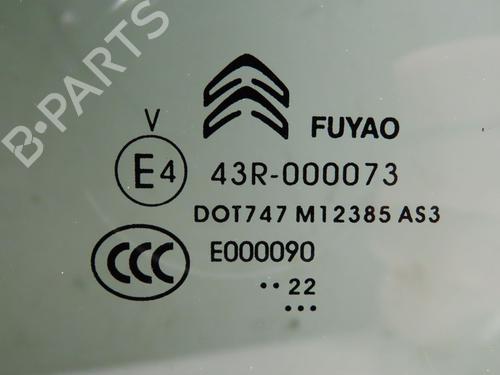 B-PARTS
V
FUYAO
E4
43R-000073
DOT747 M12385 AS3
CCC
E000090
··22
···